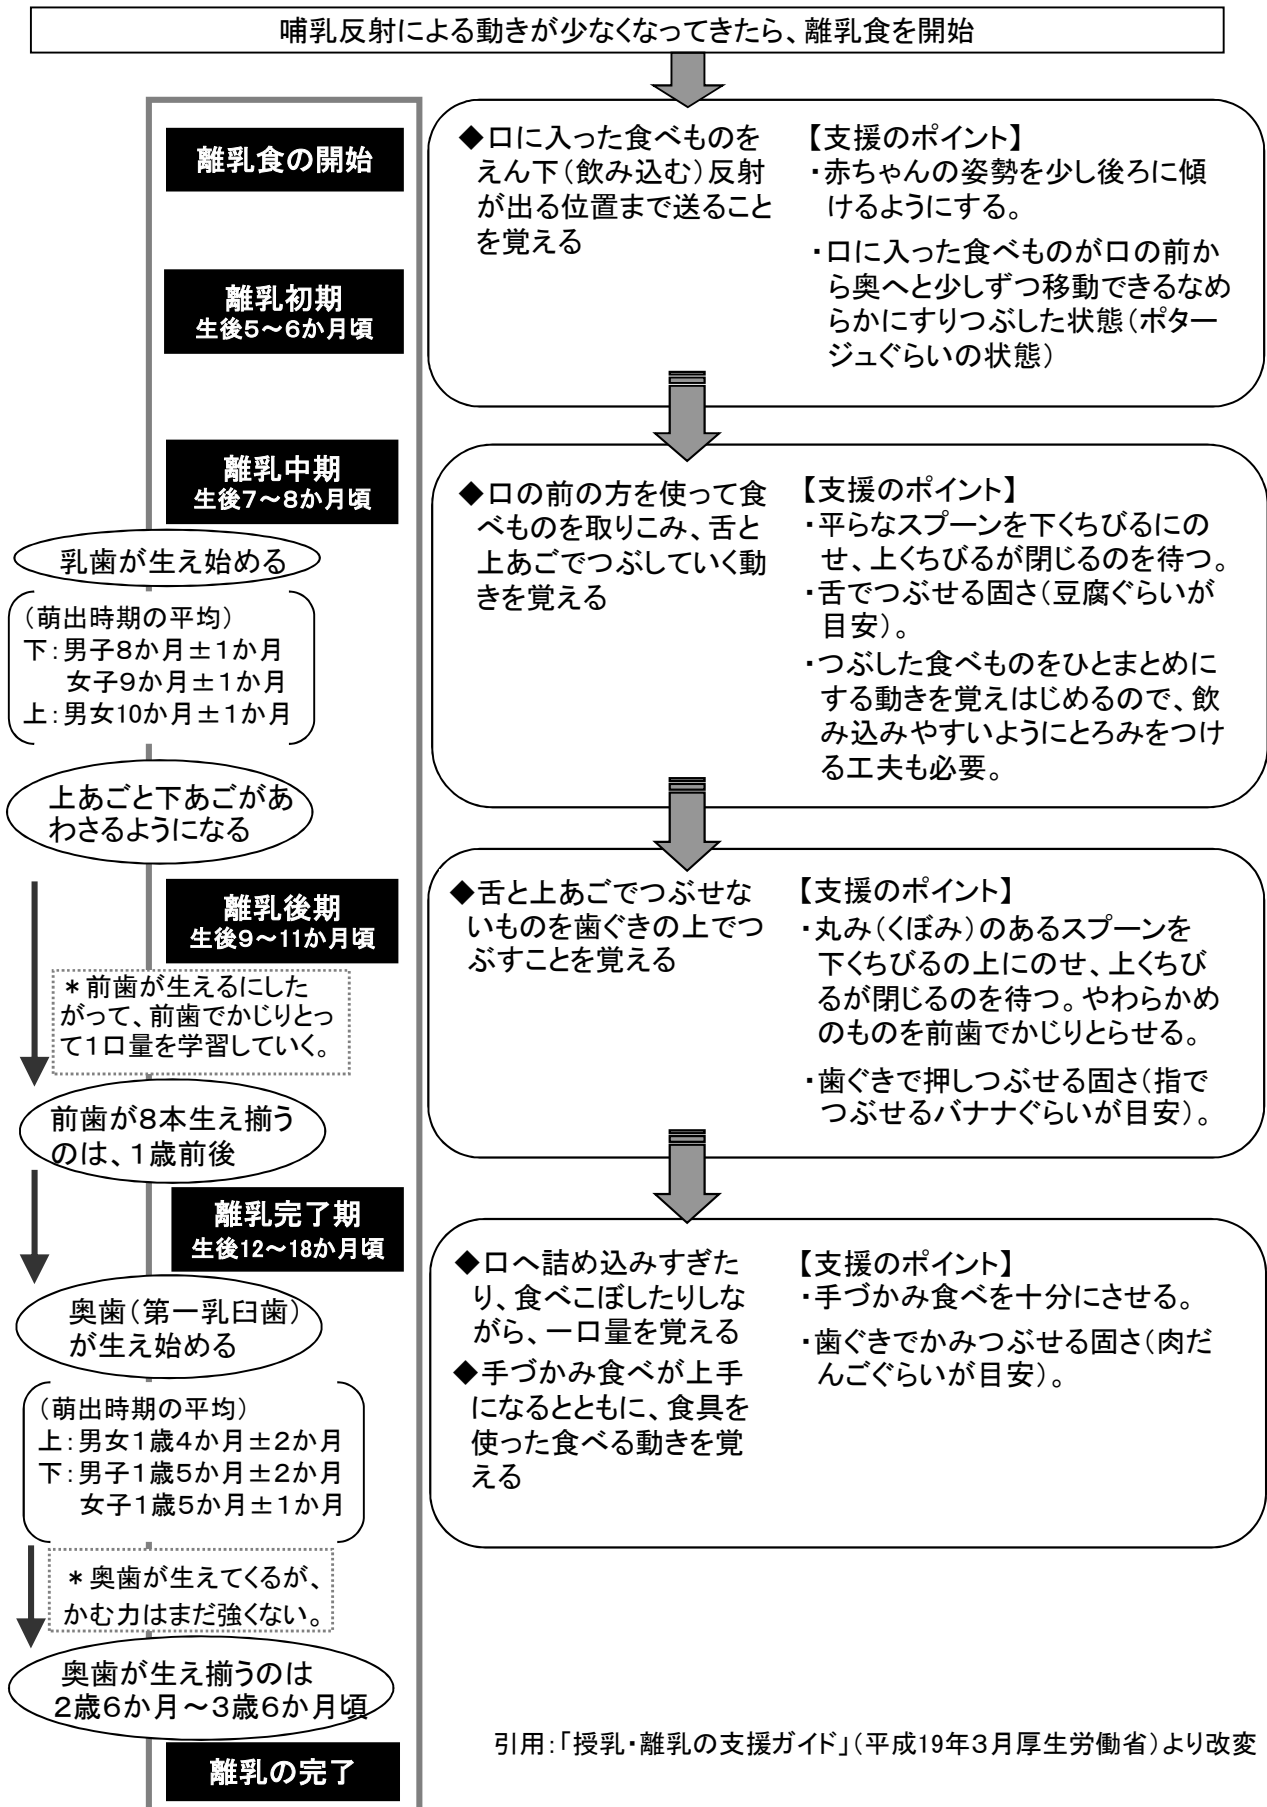 哺乳反射による動きが少なくなってきたら、離乳食を開始
離乳食の開始
◆口に入った食べものを
えん下(飲み込む)反射
が出る位置まで送ること
を覚える
【支援のポイント】
・赤ちゃんの姿勢を少し後ろに傾
けるようにする。
・口に入った食べものが口の前か
ら奥へと少しずつ移動できるなめ
らかにすりつぶした状態(ポター
ジュぐらいの状態)
離乳初期
生後5~6か月頃
離乳中期
生後7~8か月頃
◆口の前の方を使って食
べものを取りこみ、舌と
上あごでつぶしていく動
きを覚える
【支援のポイント】
・平らなスプーンを下くちびるにの
せ、上くちびるが閉じるのを待つ。
・舌でつぶせる固さ(豆腐ぐらいが
目安)。
・つぶした食べものをひとまとめに
する動きを覚えはじめるので、飲
み込みやすいようにとろみをつけ
る工夫も必要。
乳歯が生え始める
(萌出時期の平均)
下:男子8か月±1か月
女子9か月±1か月
上:男女10か月±1か月
上あごと下あごがあ
わさるようになる
離乳後期
生後9~11か月頃
◆舌と上あごでつぶせな
いものを歯ぐきの上でつ
ぶすことを覚える
【支援のポイント】
・丸み(くぼみ)のあるスプーンを
下くちびるの上にのせ、上くちび
るが閉じるのを待つ。やわらかめ
のものを前歯でかじりとらせる。
・歯ぐきで押しつぶせる固さ(指で
つぶせるバナナぐらいが目安)。
*前歯が生えるにした
がって、前歯でかじりとっ
て1口量を学習していく。
前歯が8本生え揃う
のは、1歳前後
離乳完了期
生後12~18か月頃
◆口へ詰め込みすぎた
り、食べこぼしたりしな
がら、一口量を覚える
◆手づかみ食べが上手
になるとともに、食具を
使った食べる動きを覚
える
【支援のポイント】
・手づかみ食べを十分にさせる。
・歯ぐきでかみつぶせる固さ(肉だ
んごぐらいが目安)。
奥歯(第一乳臼歯)
が生え始める
(萌出時期の平均)
上:男女1歳4か月±2か月
下:男子1歳5か月±2か月
女子1歳5か月±1か月
*奥歯が生えてくるが、
かむ力はまだ強くない。
奥歯が生え揃うのは
2歳6か月~3歳6か月頃
離乳の完了
引用:「授乳・離乳の支援ガイド」(平成19年3月厚生労働省)より改変